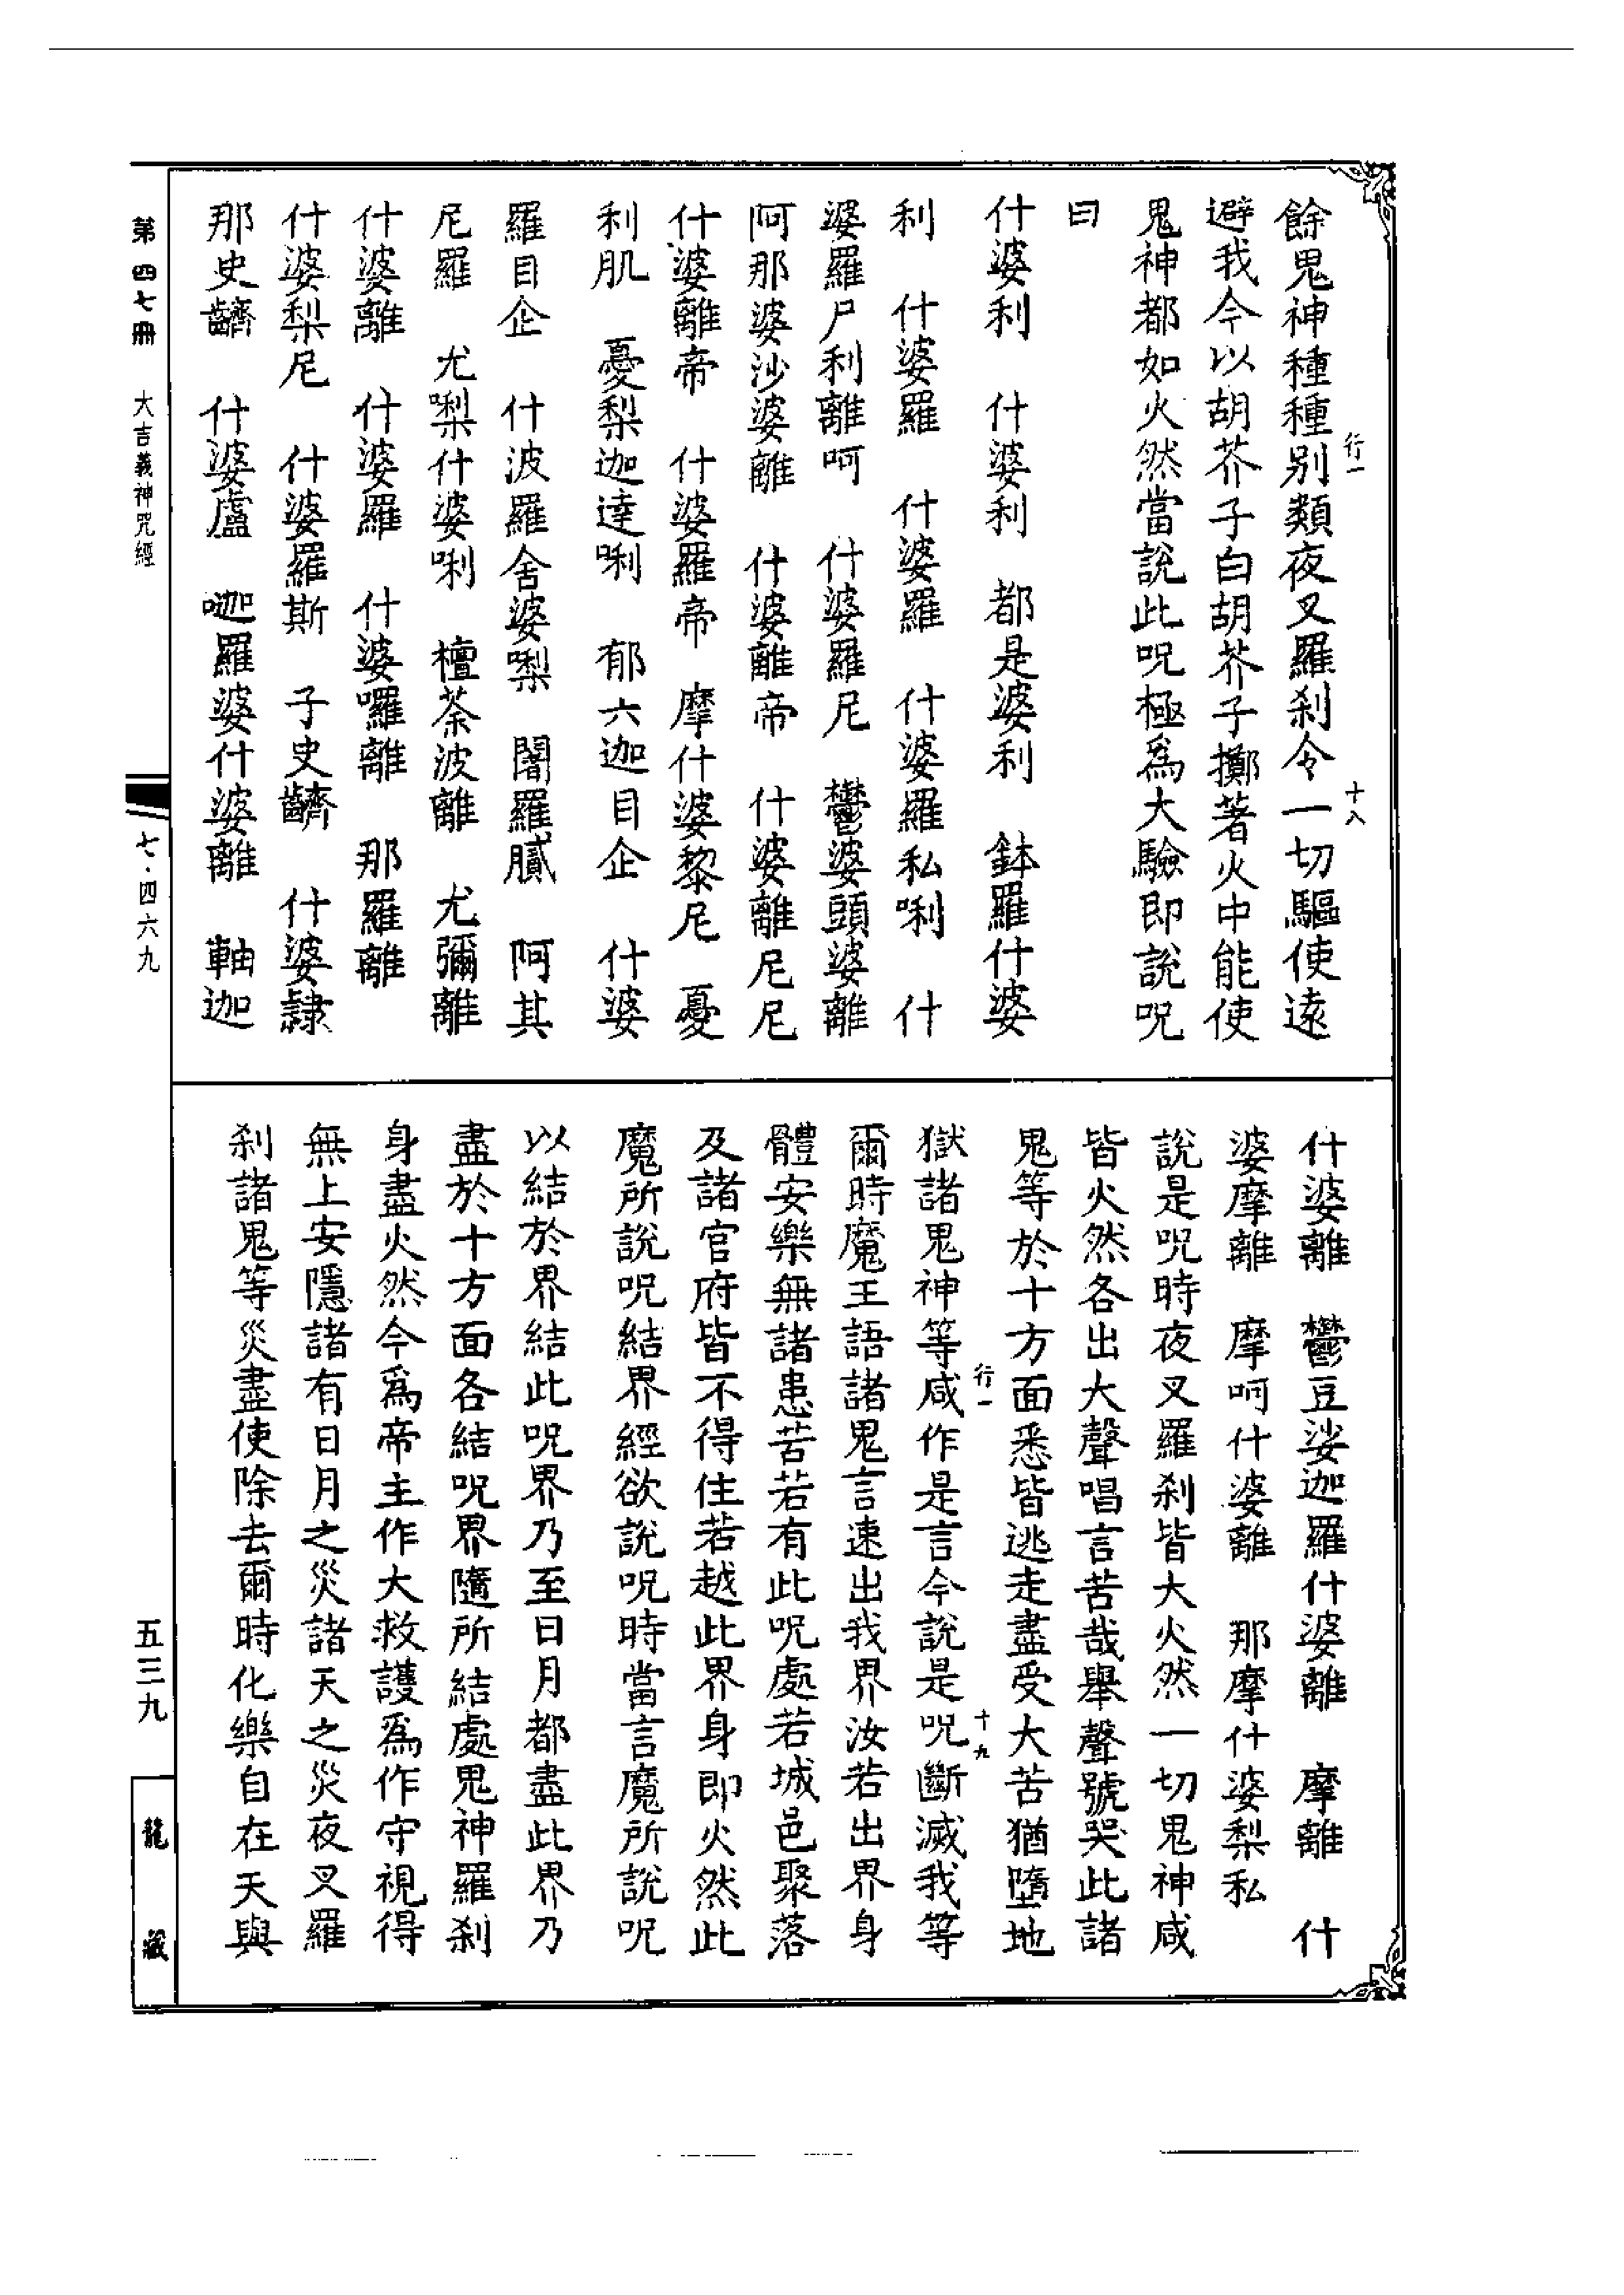 餘鬼神種種別類夜叉羅刹令一切驅使遠
行一
十八
避我今以胡芥子白胡芥子擲著火中能使
鬼神都如火然當說此呪極爲大驗即說呪
曰
什婆利　什婆利　都是婆利　鉢羅什婆
利　什婆羅　什婆羅　什婆羅私唎　什
婆羅尸利離呵　什婆羅尼　鬱婆頭婆離
阿那婆沙婆離　什婆離帝　什婆離尼尼
什婆離帝　什婆羅帝　摩什婆黎尼　憂
利肌　憂梨迦達唎　郁六迦目企　什婆
羅目企　什波羅舍婆㗚　闍羅膩　阿其
尼羅　尤㗚什婆唎　檀荼波離　尤彌離
什婆離　什婆羅　什婆囉離　那羅離
什婆梨尼　什婆羅斯　子史齭　什婆隸
那史齭　什婆盧　𠼝羅婆什婆離　軸迦
什婆離　鬱豆娑迦羅什婆離　摩離　什
婆摩離　摩呵什婆離　那摩什婆梨私
說是呪時夜叉羅刹皆大火然一切鬼神咸
皆火然各出大聲唱言苦哉舉聲號哭此諸
鬼等於十方面悉皆逃走盡受大苦猶墮地
獄諸鬼神等咸作是言今說是呪斷滅我等
行一
十九
爾時魔王語諸鬼言速出我界汝若出界身
體安樂無諸患苦若有此呪處若城邑聚落
及諸官府皆不得住若越此界身即火然此
魔所說呪結界經欲說呪時當言魔所說呪
以結於界結此呪界乃至日月都盡此界乃
盡於十方面各結呪界隨所結處鬼神羅刹
身盡火然今爲帝主作大救護爲作守視得
無上安隱諸有日月之災諸天之災夜叉羅
刹諸鬼等災盡使除去爾時化樂自在天與
第四七冊　大吉義神咒經
七·四六九
五三九
龍藏